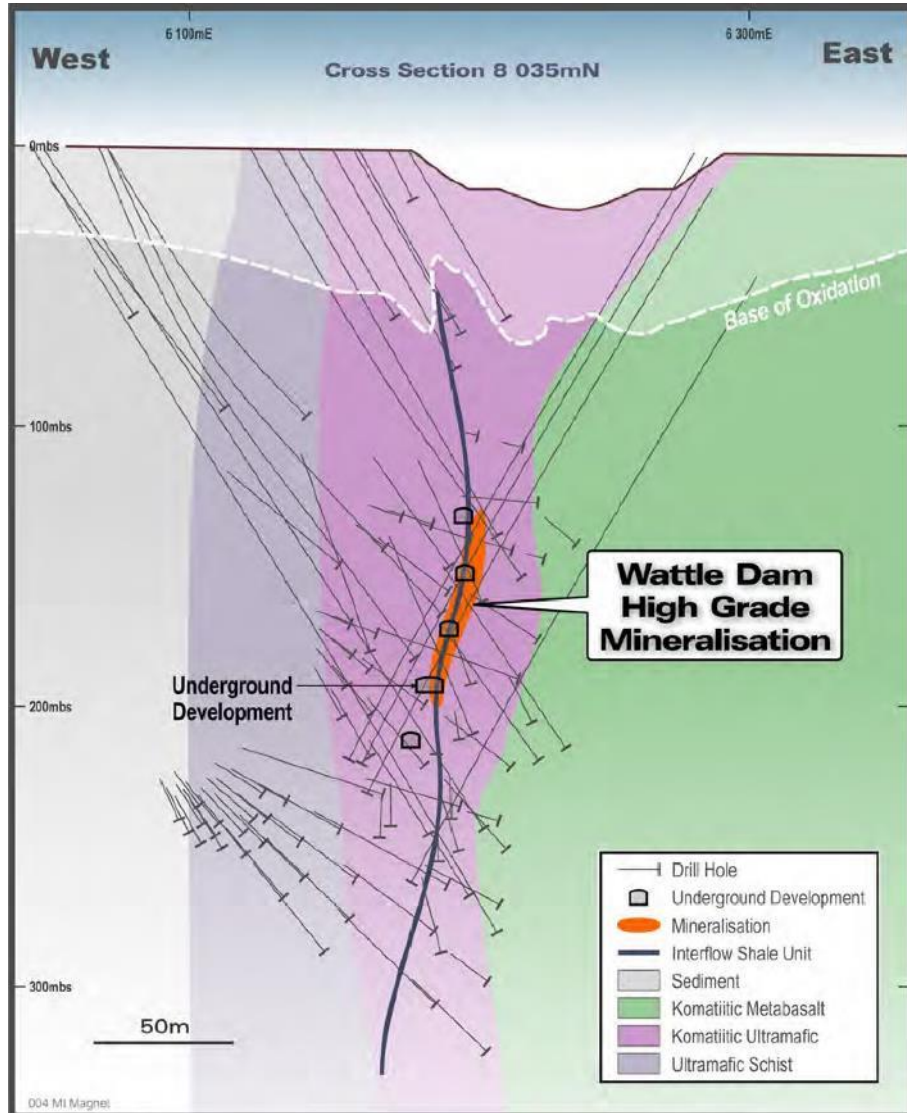 6 100mE
6 300mE
West
East
Cross Section 8 035mN
0mbs
Base of Oxidation
100mbs
Wattle Dam
High Grade
Mineralisation
Underground
Development
200mbs
Drill Hole
Underground Development
Mineralisation
Interflow Shale Unit
Sediment
Komatiitic Metabasalt
Komatiitic Ultramafic
Ultramafic Schist
300mbs
50m
004 MI Magnet